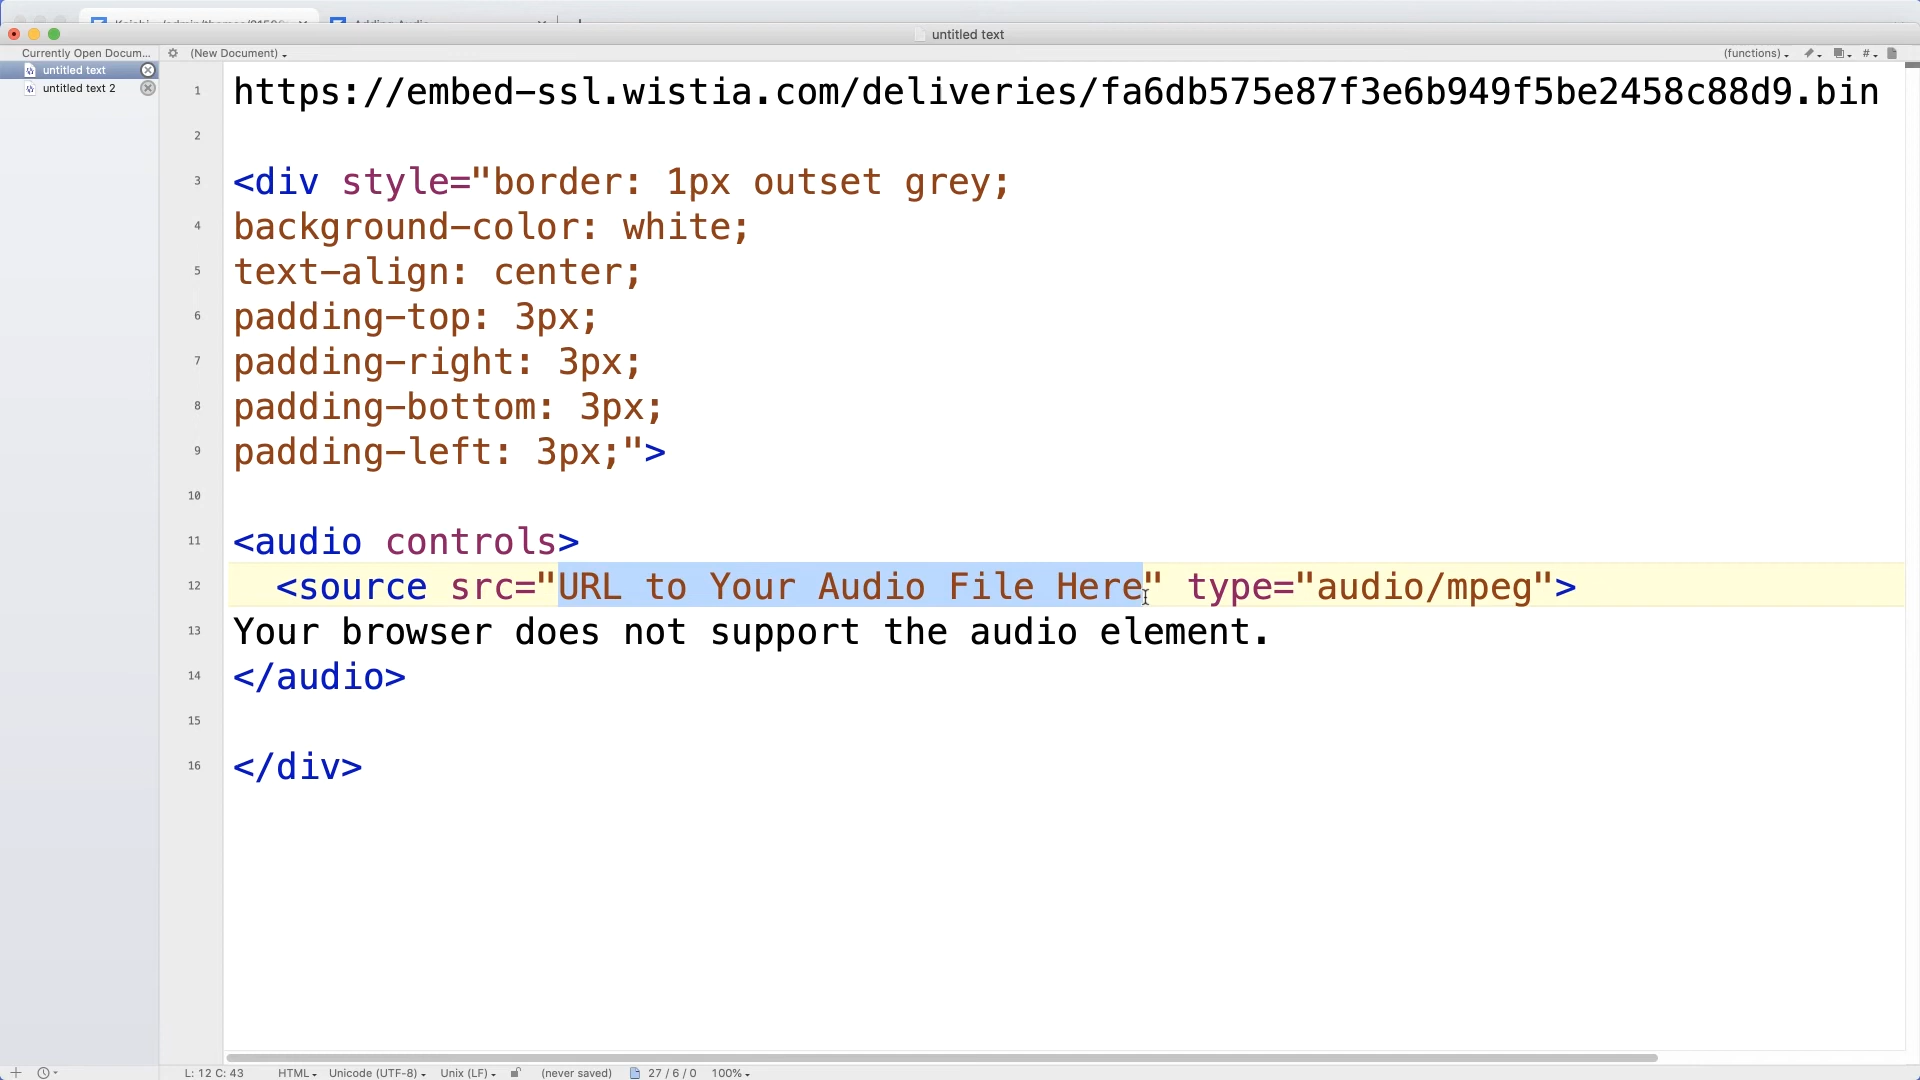 untitled text
Currently Open Docum...
(New Document)
(functions)
#
untitled text
untitled text 2
1 https://embed-ssl.wistia.com/deliveries/fa6db575e87f3e6b949f5be2458c88d9.bin
2
3 <div style="border: 1px outset grey;
4 background-color: white;
5 text-align: center;
6 padding-top: 3px;
7 padding-right: 3px;
8 padding-bottom: 3px;
9 padding-left: 3px;">
10
11 <audio controls>
12 <source src="URL to Your Audio File Here" type="audio/mpeg">
13 Your browser does not support the audio element.
14 </audio>
15
16 </div>
L: 12 C: 43 HTML Unicode (UTF-8) Unix (LF) (never saved) 27 / 6 / 0 100%